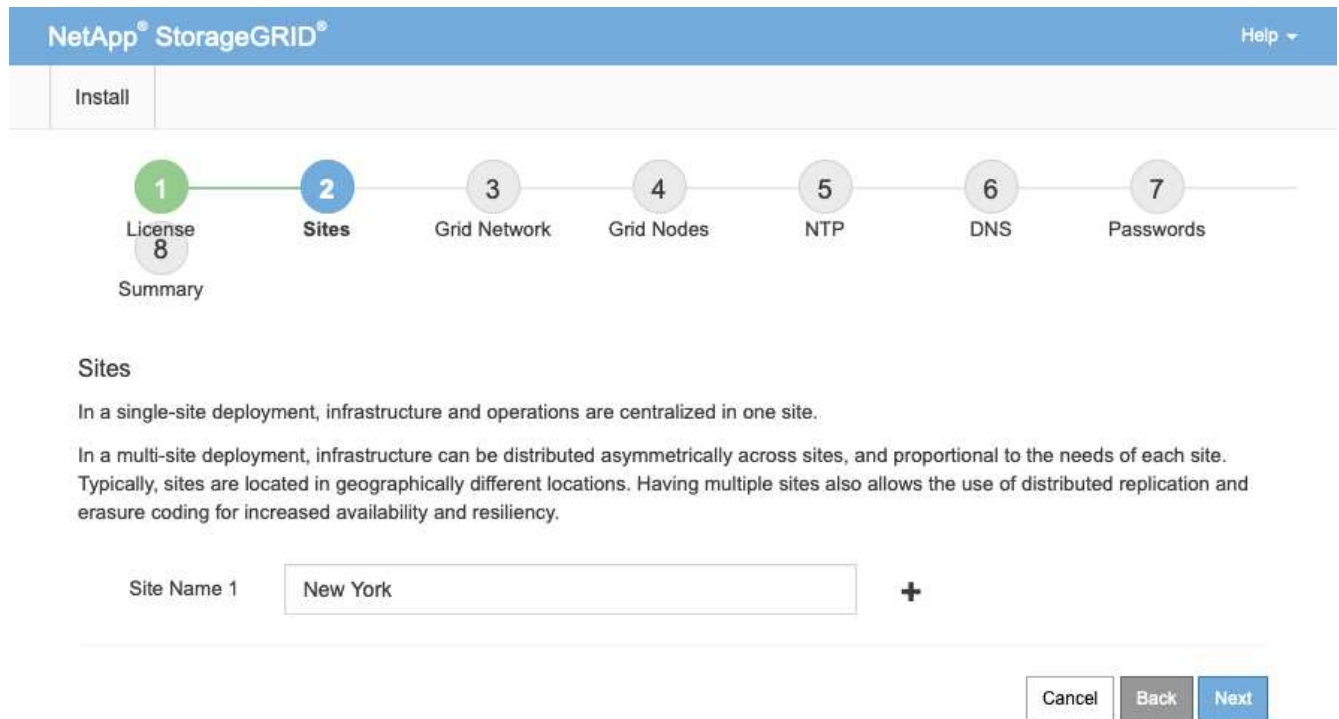 NetApp® StorageGRID®
Help
Install
1 2 3 4 5 6 7
License Sites Grid Network Grid Nodes NTP DNS Passwords
8
Summary
Sites
In a single-site deployment, infrastructure and operations are centralized in one site.
In a multi-site deployment, infrastructure can be distributed asymmetrically across sites, and proportional to the needs of each site.
Typically, sites are located in geographically different locations. Having multiple sites also allows the use of distributed replication and
erasure coding for increased availability and resiliency.
Site Name 1 New York +
Cancel Back Next